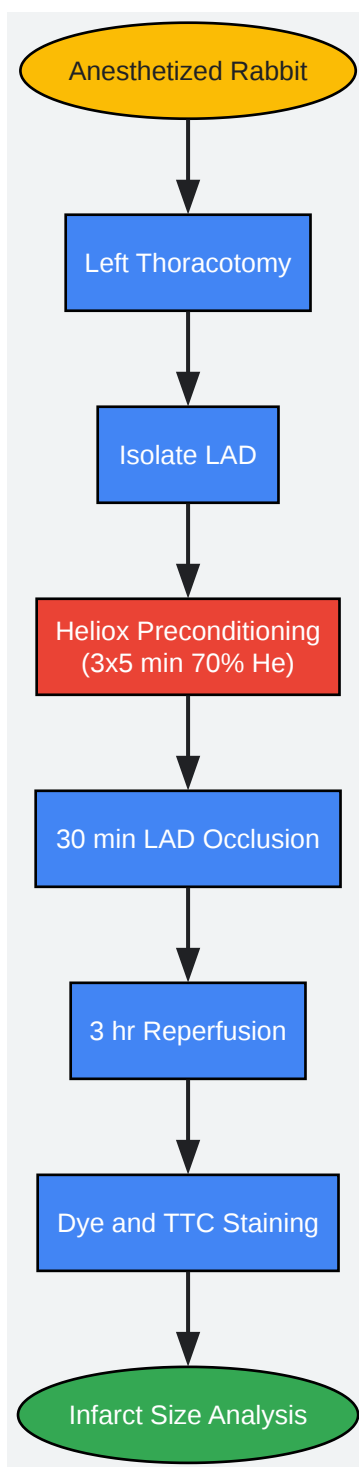 Anesthetized Rabbit
Left Thoracotomy
Isolate LAD
Heliox Preconditioning
(3x5 min 70% He)
30 min LAD Occlusion
3 hr Reperfusion
Dye and TTC Staining
Infarct Size Analysis